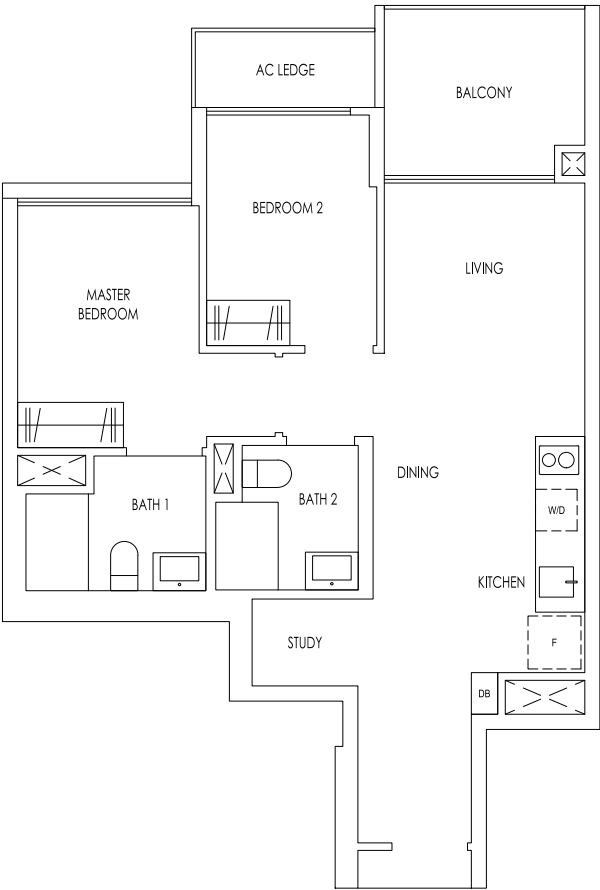 AC LEDGE
BALCONY
BEDROOM 2
LIVING
MASTER
BEDROOM
DINING
BATH 1
BATH 2
W/D
KITCHEN
STUDY
F
DB